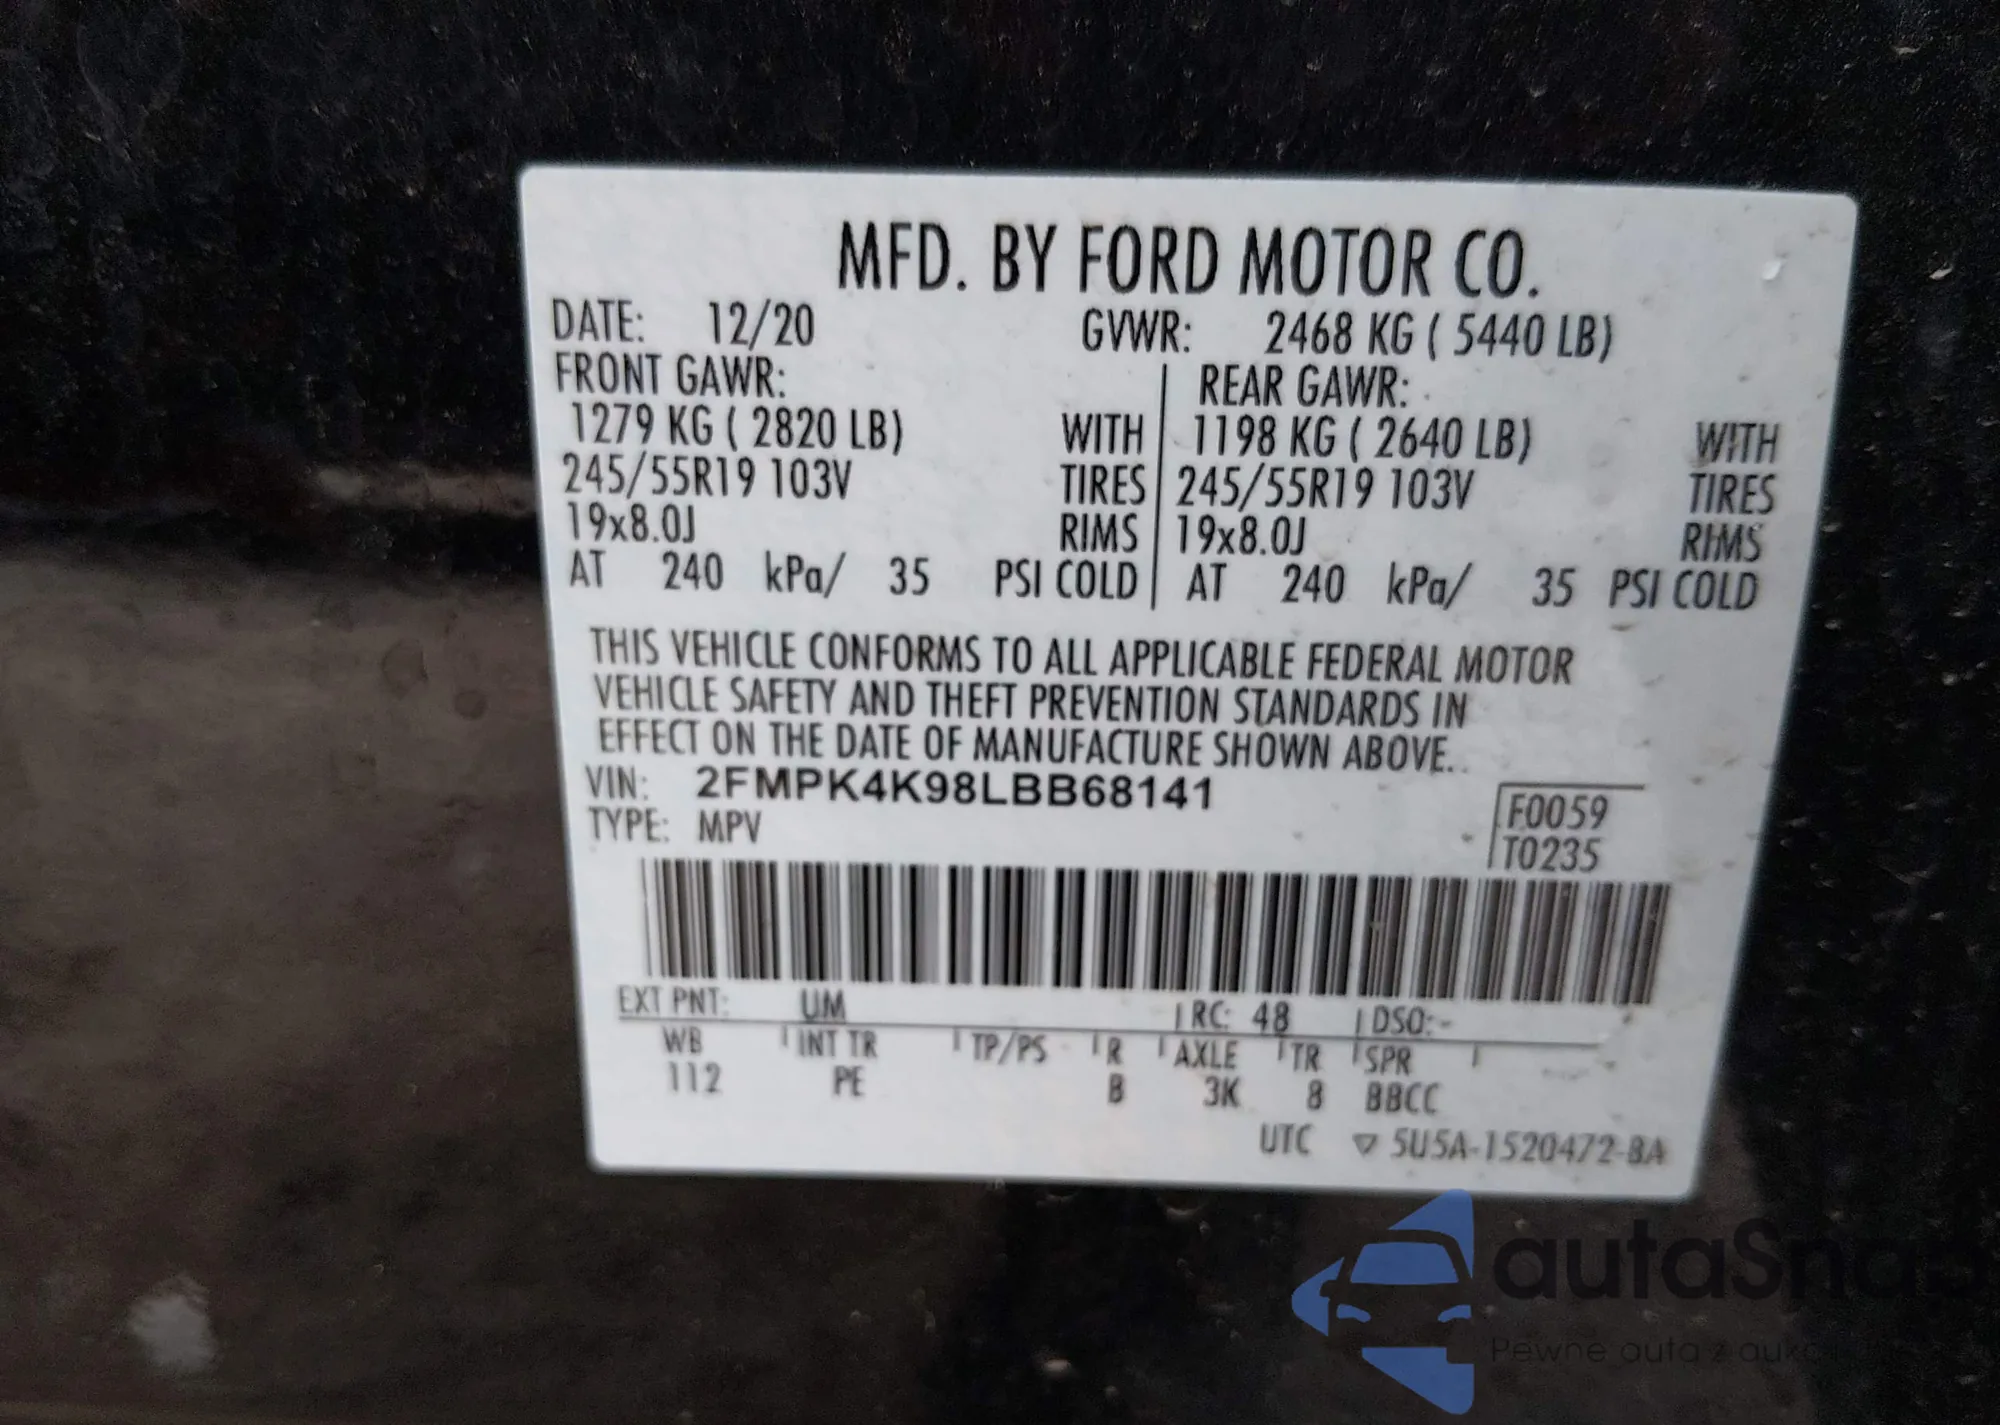 MFD. BY FORD MOTOR CO.
DATE: 12/20 GVWR: 2468 KG ( 5440 LB)
FRONT GAWR: REAR GAWR:
1279 KG ( 2820 LB) WITH 1198 KG ( 2640 LB) WITH
245/55R19 103V TIRES 245/55R19 103V TIRES
19x8.0J RIMS 19x8.0J RIMS
AT 240 kPa/ 35 PSI COLD AT 240 kPa/ 35 PSI COLD
THIS VEHICLE CONFORMS TO ALL APPLICABLE FEDERAL MOTOR
VEHICLE SAFETY AND THEFT PREVENTION STANDARDS IN
EFFECT ON THE DATE OF MANUFACTURE SHOWN ABOVE.
VIN: 2FMPK4K98LBB68141 F0059
TYPE: MPV T0235
EXT PNT: UM RC: 48 DSO:-
WB INT TR TP/PS R AXLE TR SPR
112 PE B 3K 8 BBCC
UTC ▽ 5U5A-1520472-BA
autaSna
Pewne auta z